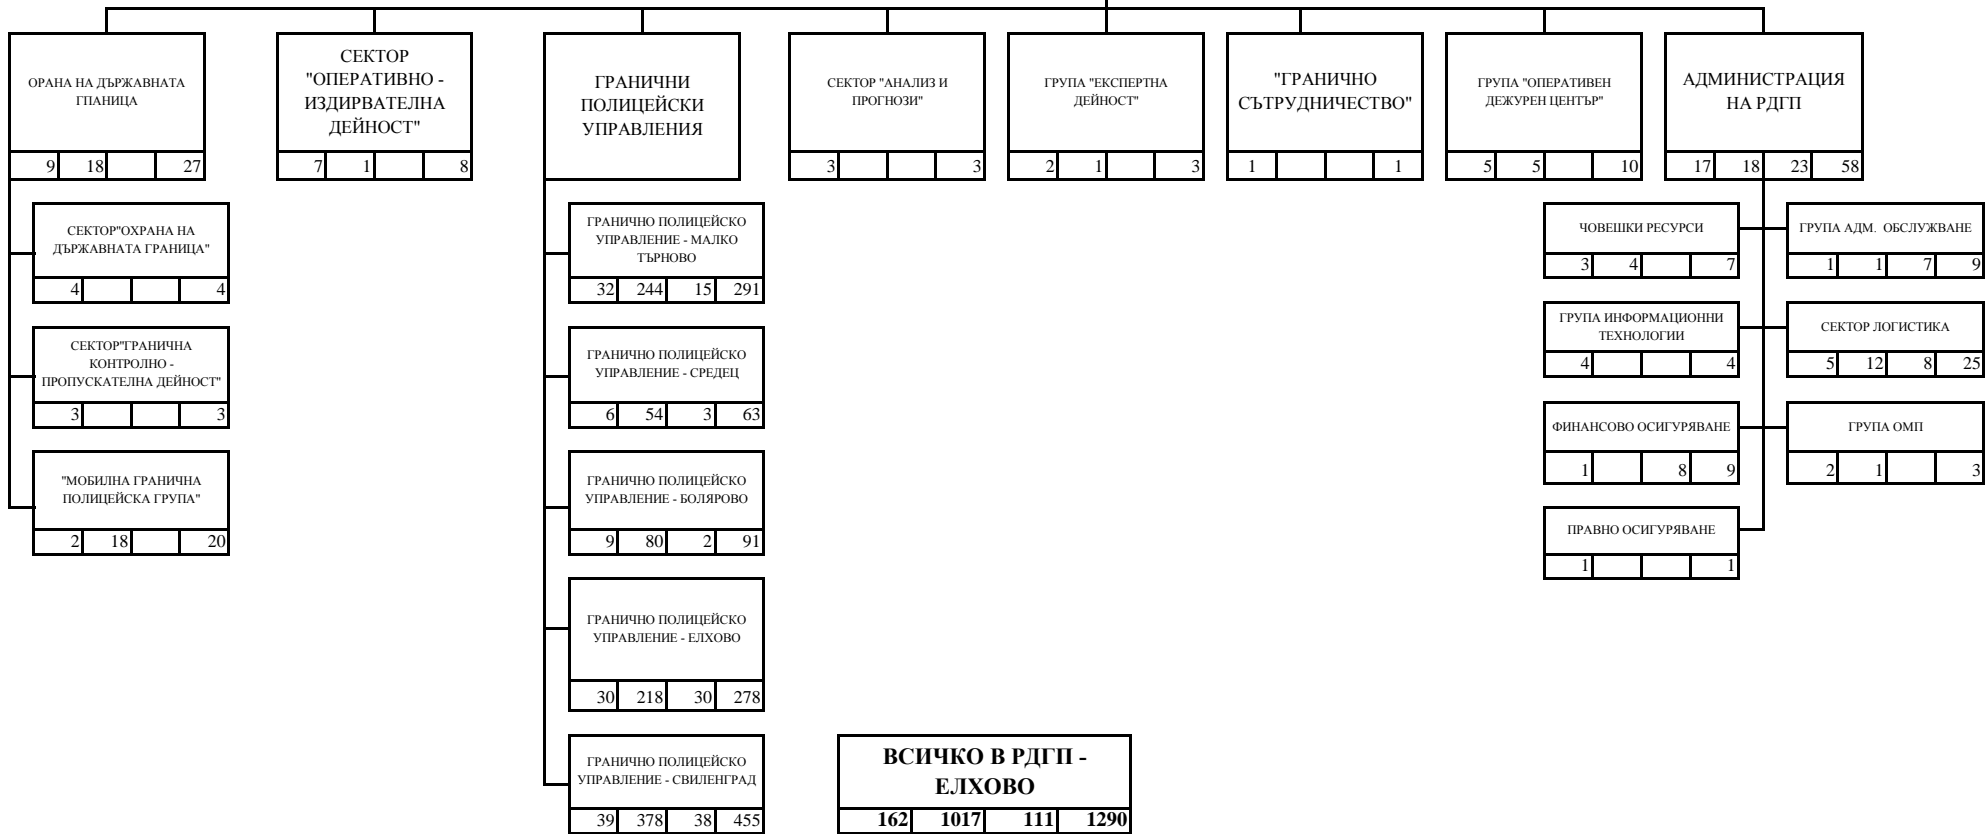 ОРАНА НА ДЪРЖАВНАТА
ГПАНИЦА
9 18 27
СЕКТОР
"ОПЕРАТИВНО -
ИЗДИРВАТЕЛНА
ДЕЙНОСТ"
7 1 8
ГРАНИЧНИ
ПОЛИЦЕЙСКИ
УПРАВЛЕНИЯ
СЕКТОР "АНАЛИЗ И
ПРОГНОЗИ"
3 3
ГРУПА "ЕКСПЕРТНА
ДЕЙНОСТ"
2 1 3
"ГРАНИЧНО
СЪТРУДНИЧЕСТВО"
1 1
ГРУПА "ОПЕРАТИВЕН
ДЕЖУРЕН ЦЕНТЪР"
5 5 10
АДМИНИСТРАЦИЯ
НА РДГП
17 18 23 58
СЕКТОР"ОХРАНА НА
ДЪРЖАВНАТА ГРАНИЦА"
4 4
СЕКТОР"ГРАНИЧНА
КОНТРОЛНО -
ПРОПУСКАТЕЛНА ДЕЙНОСТ"
3 3
"МОБИЛНА ГРАНИЧНА
ПОЛИЦЕЙСКА ГРУПА"
2 18 20
ГРАНИЧНО ПОЛИЦЕЙСКО
УПРАВЛЕНИЕ - МАЛКО
ТЪРНОВО
32 244 15 291
ГРАНИЧНО ПОЛИЦЕЙСКО
УПРАВЛЕНИЕ - СРЕДЕЦ
6 54 3 63
ГРАНИЧНО ПОЛИЦЕЙСКО
УПРАВЛЕНИЕ - БОЛЯРОВО
9 80 2 91
ГРАНИЧНО ПОЛИЦЕЙСКО
УПРАВЛЕНИЕ - ЕЛХОВО
30 218 30 278
ГРАНИЧНО ПОЛИЦЕЙСКО
УПРАВЛЕНИЕ - СВИЛЕНГРАД
39 378 38 455
ЧОВЕШКИ РЕСУРСИ
3 4 7
ГРУПА АДМ. ОБСЛУЖВАНЕ
1 1 7 9
ГРУПА ИНФОРМАЦИОННИ
ТЕХНОЛОГИИ
4 4
СЕКТОР ЛОГИСТИКА
5 12 8 25
ФИНАНСОВО ОСИГУРЯВАНЕ
1 8 9
ГРУПА ОМП
2 1 3
ПРАВНО ОСИГУРЯВАНЕ
1 1
ВСИЧКО В РДГП -
ЕЛХОВО
162 1017 111 1290